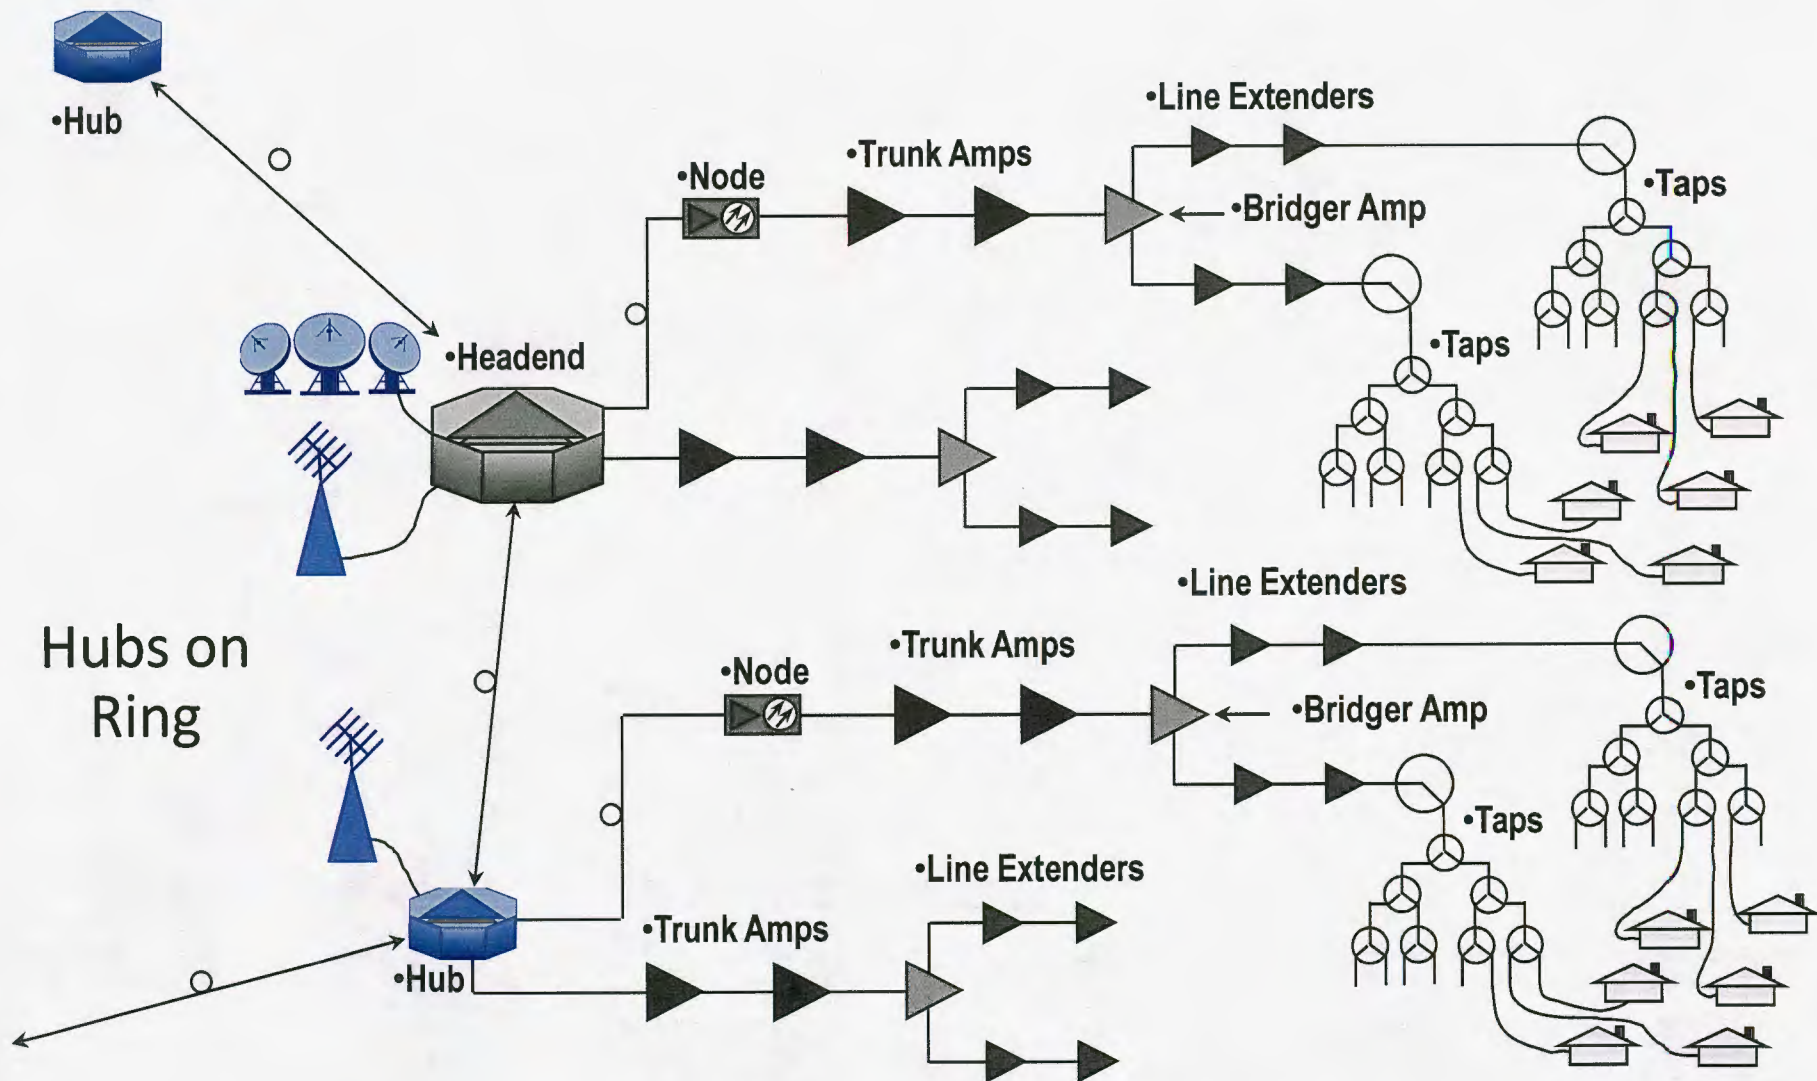 •Hub
•Line Extenders
•Trunk Amps
•Node
•Taps
•Bridger Amp
•Headend
•Taps
•Line Extenders
Hubs on
Ring
•Trunk Amps
•Node
•Taps
•Bridger Amp
•Taps
•Line Extenders
•Trunk Amps
•Hub